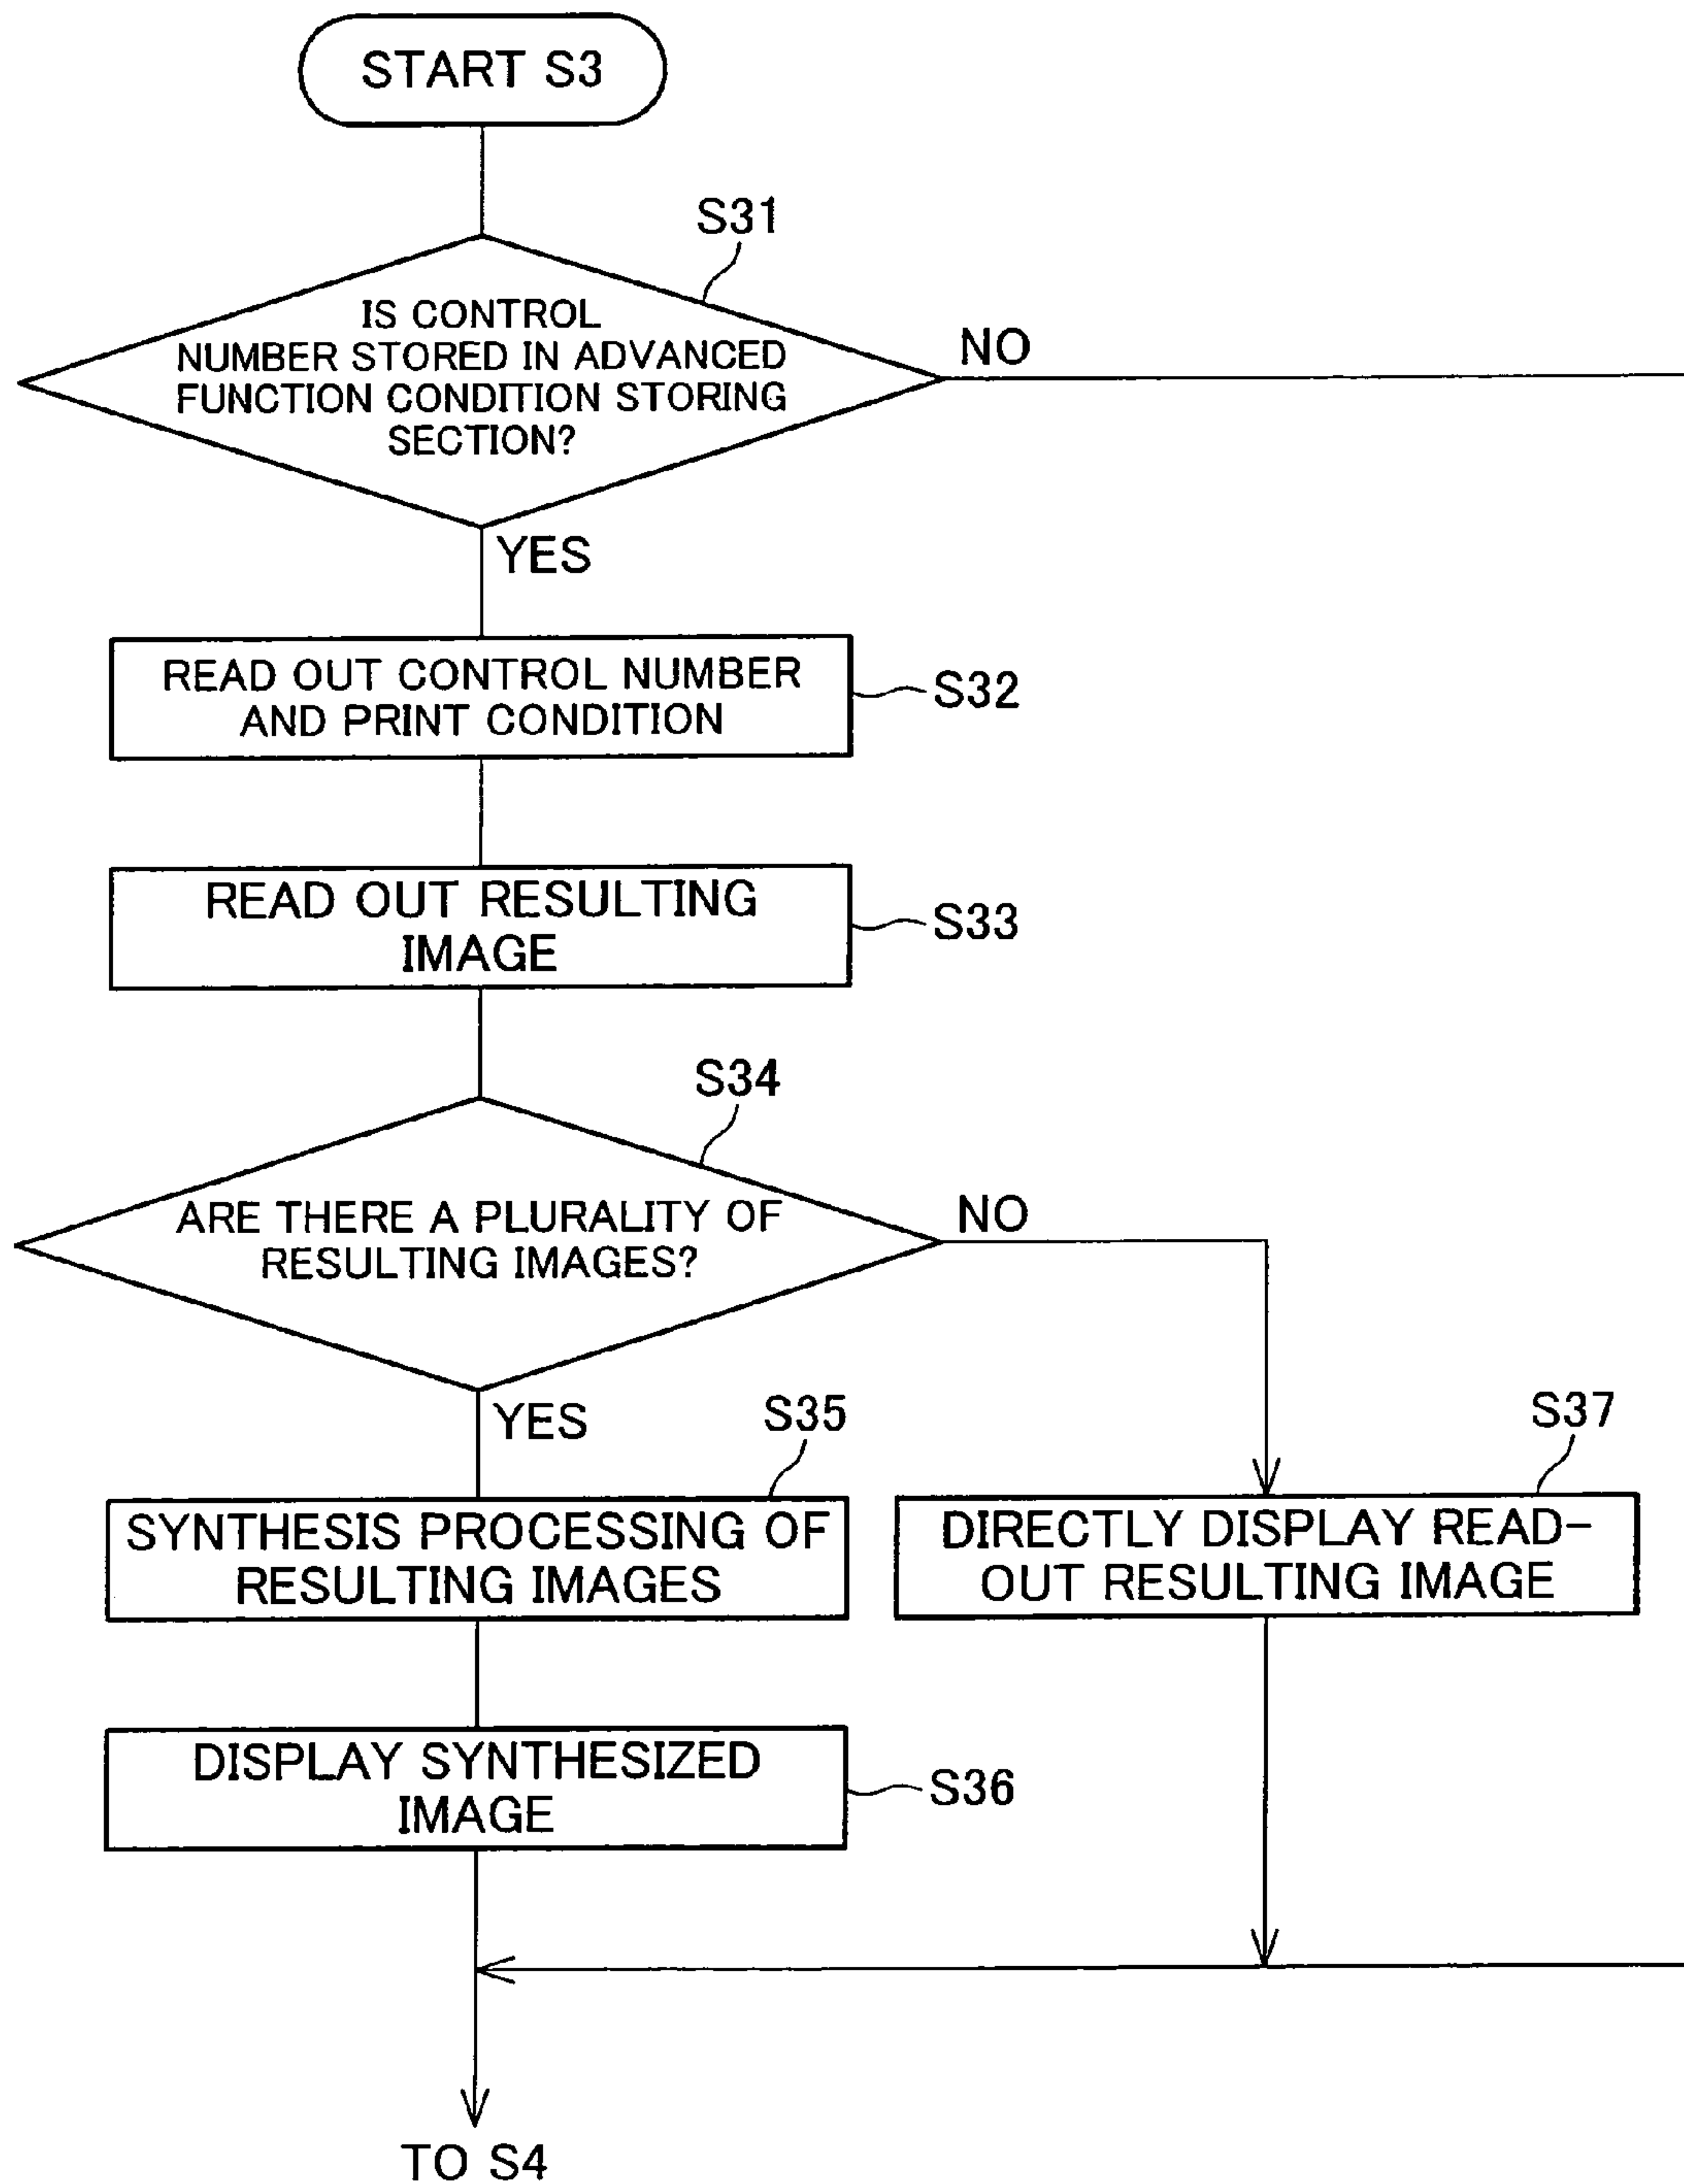 START S3
S31
IS CONTROL
NUMBER STORED IN ADVANCED
FUNCTION CONDITION STORING
SECTION?
NO
YES
READ OUT CONTROL NUMBER
AND PRINT CONDITION
S32
READ OUT RESULTING
IMAGE
S33
S34
ARE THERE A PLURALITY OF
RESULTING IMAGES?
NO
YES
S35
SYNTHESIS PROCESSING OF
RESULTING IMAGES
S37
DIRECTLY DISPLAY READ-
OUT RESULTING IMAGE
DISPLAY SYNTHESIZED
IMAGE
S36
TO S4